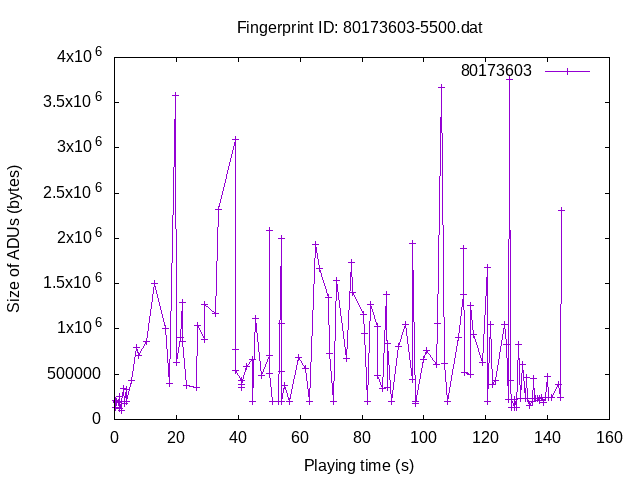 Fingerprint ID: 80173603-5500.dat
80173603
Size of ADUs (bytes)
4x10^6
3.5x10^6
3x10^6
2.5x10^6
2x10^6
1.5x10^6
1x10^6
500000
0
0 20 40 60 80 100 120 140 160
Playing time (s)